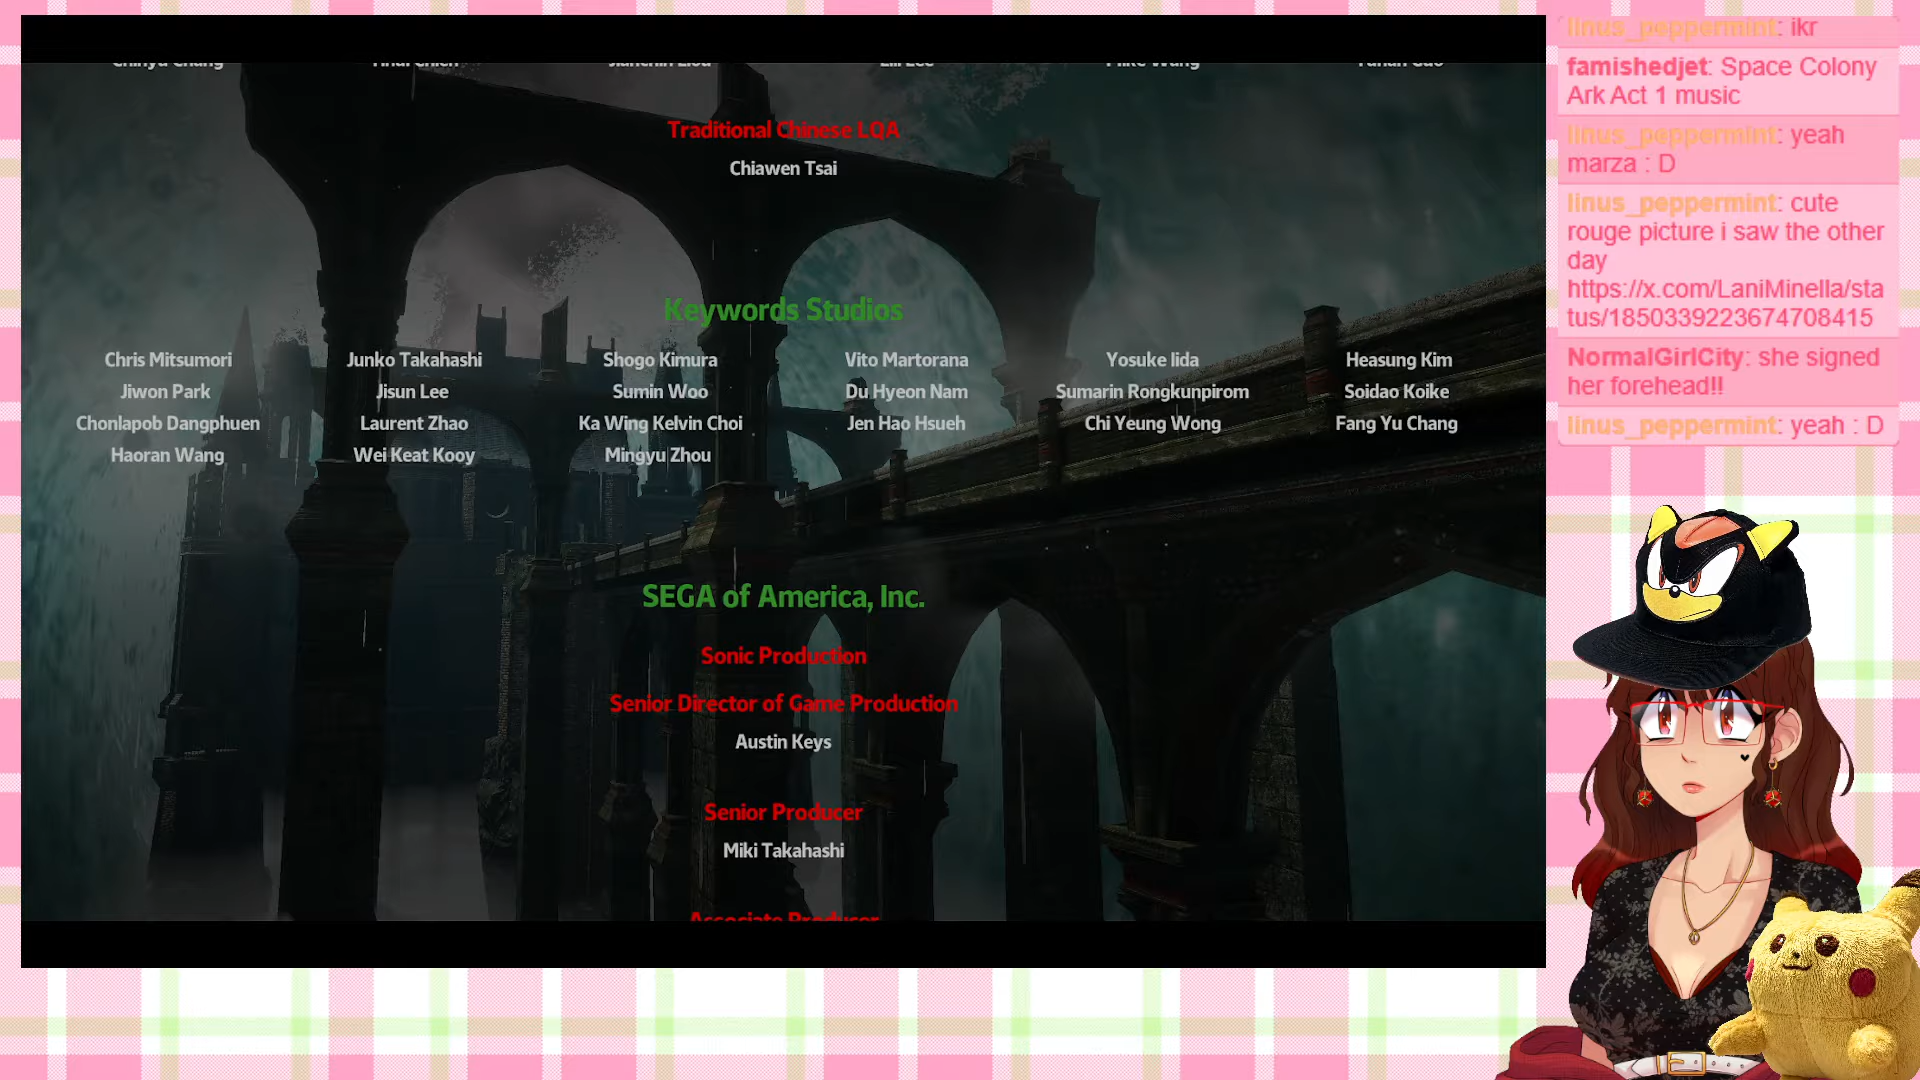 Traditional Chinese LQA
Chiawen Tsai
Keywords Studios
Chris Mitsumori Junko Takahashi Shogo Kimura Vito Martorana Yosuke Iida Heasung Kim
Jiwon Park Jisun Lee Sumin Woo Du Hyeon Nam Sumarin Rongkunpirom Soidao Koike
Chonlapob Dangphuen Laurent Zhao Ka Wing Kelvin Choi Jen Hao Hsueh Chi Yeung Wong Fang Yu Chang
Haoran Wang Wei Keat Kooy Mingyu Zhou
SEGA of America, Inc.
Sonic Production
Senior Director of Game Production
Austin Keys
Senior Producer
Miki Takahashi
Associate Producer
linus_peppermint: ikr
famishedjet: Space Colony
Ark Act 1 music
linus_peppermint: yeah
marza : D
linus_peppermint: cute
rouge picture i saw the other
day
https://x.com/LaniMinella/sta
tus/1850339223674708415
NormalGirlCity: she signed
her forehead!!
linus_peppermint: yeah : D